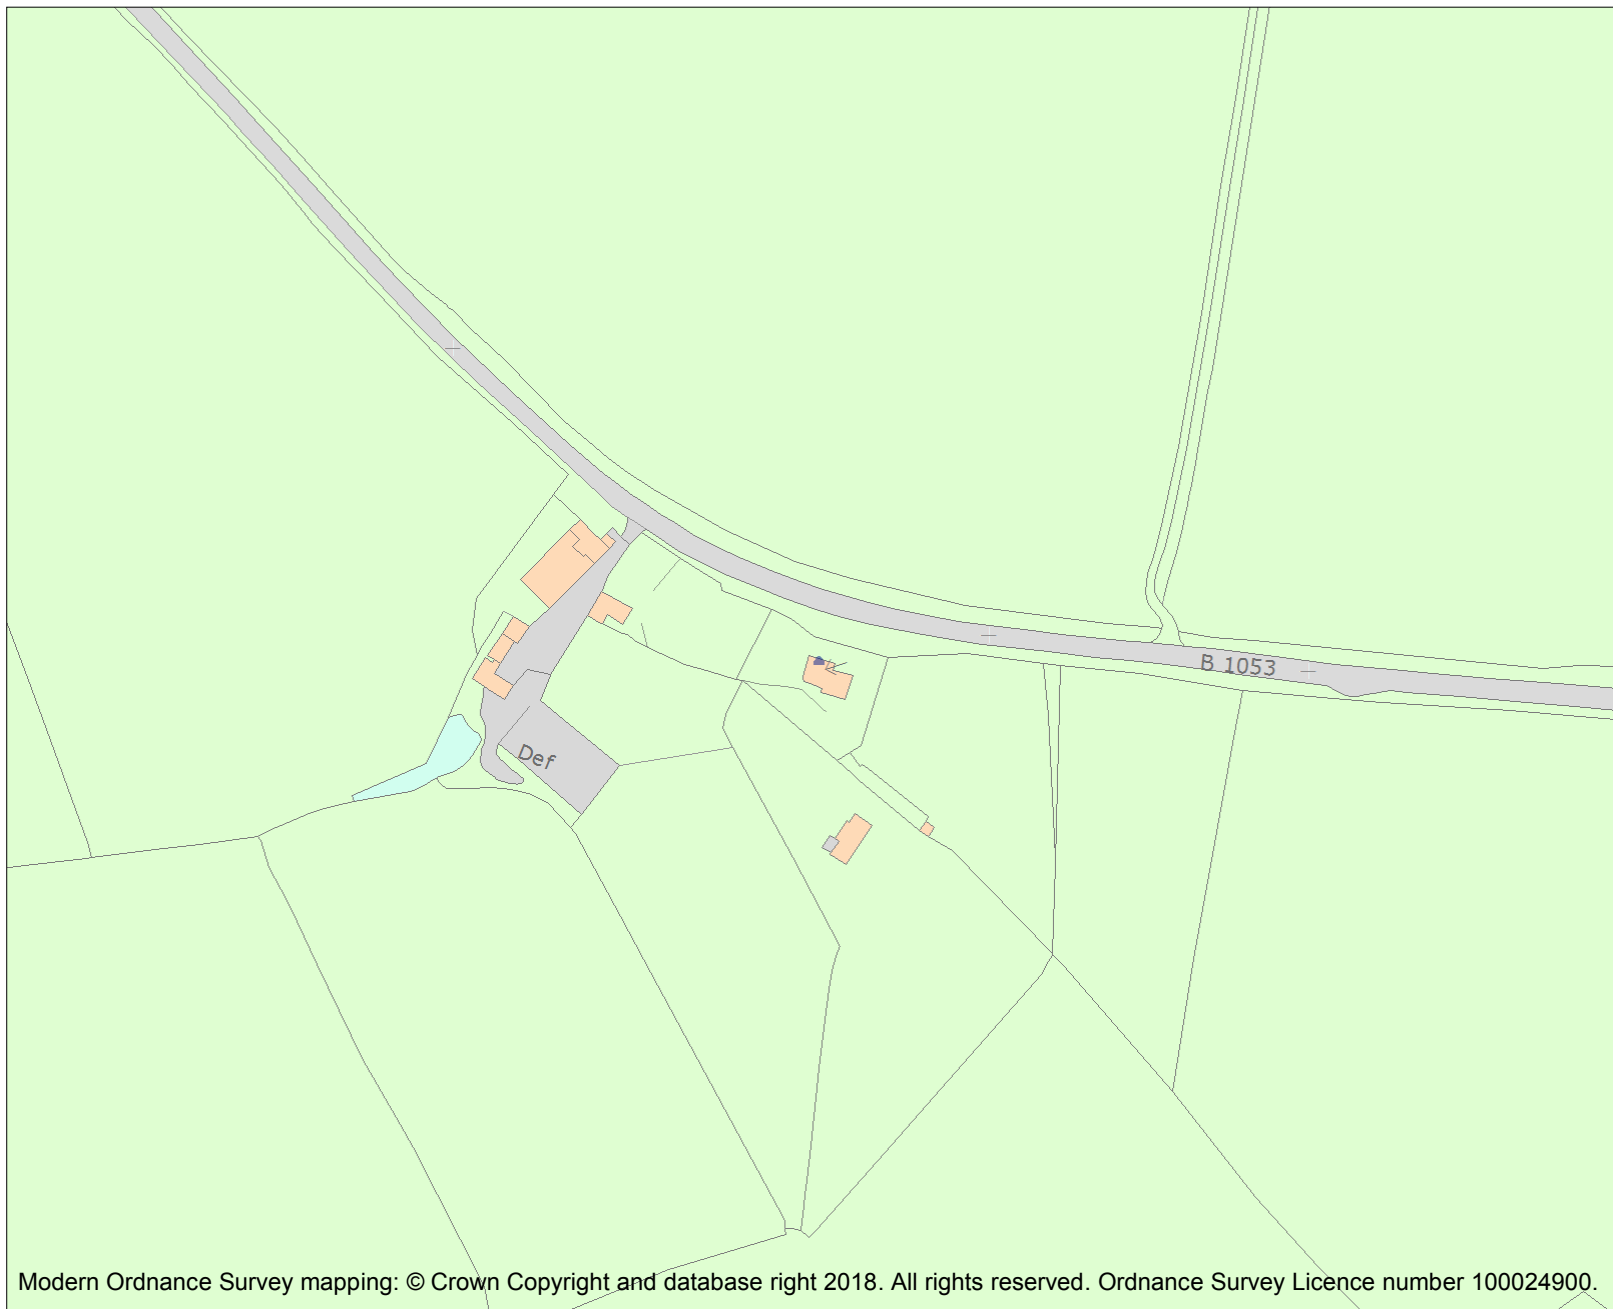 B 1053
Def
Modern Ordnance Survey mapping: © Crown Copyright and database right 2018. All rights reserved. Ordnance Survey Licence number 100024900.